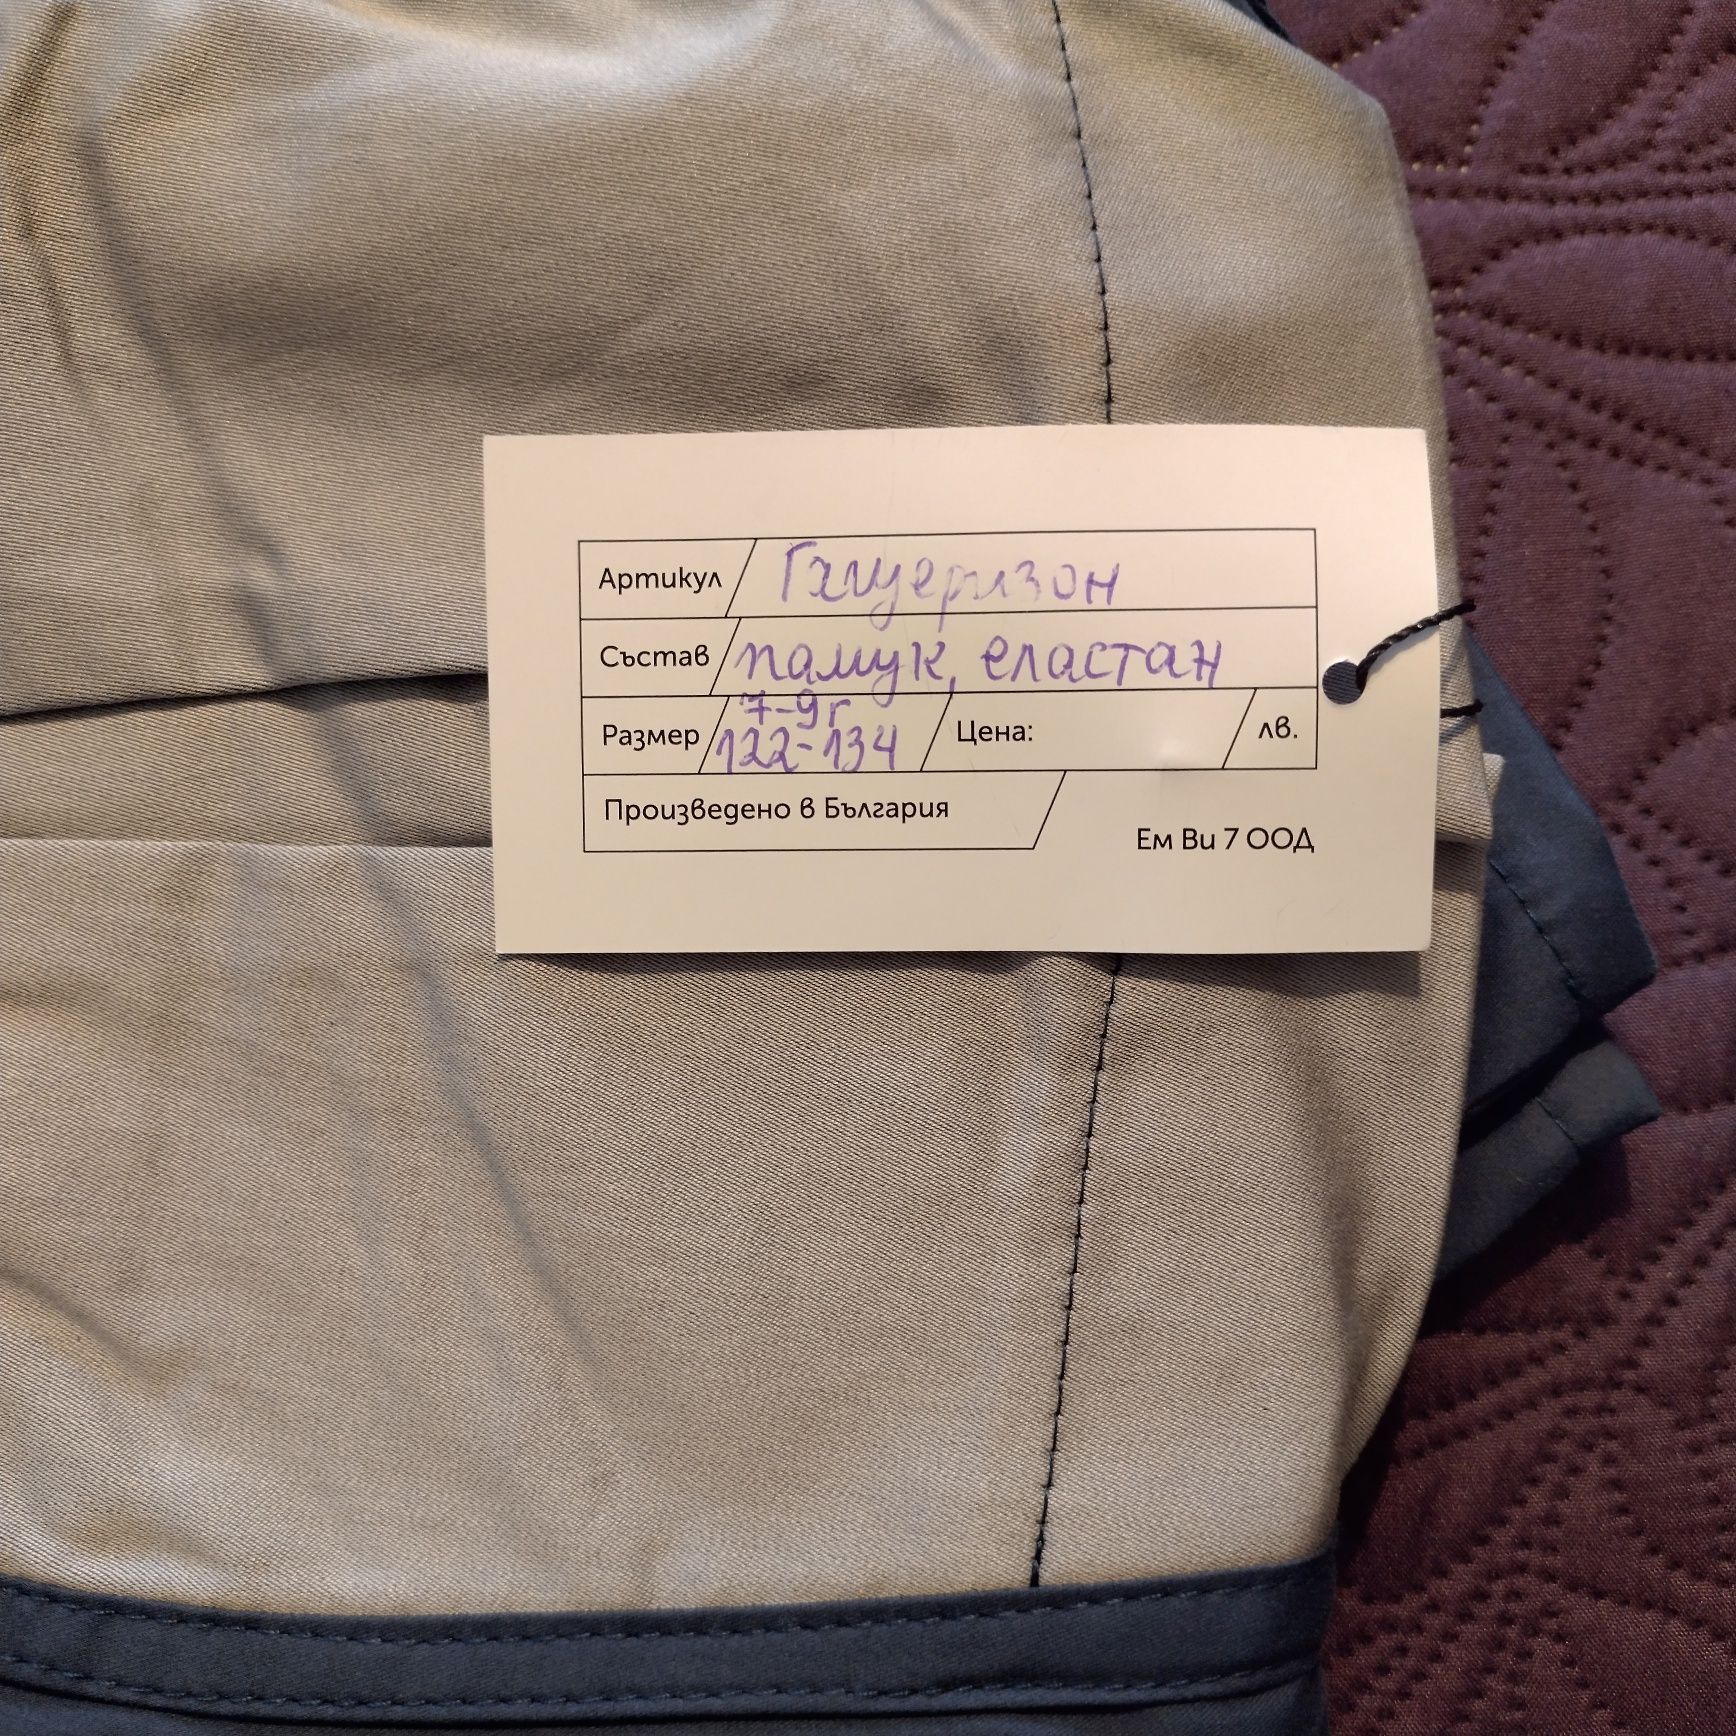 Артикул Гащеризон
Състав памук, еластан
Размер 7-9г 122-134 Цена: лв.
Произведено в България
Ем Ви 7 ООД